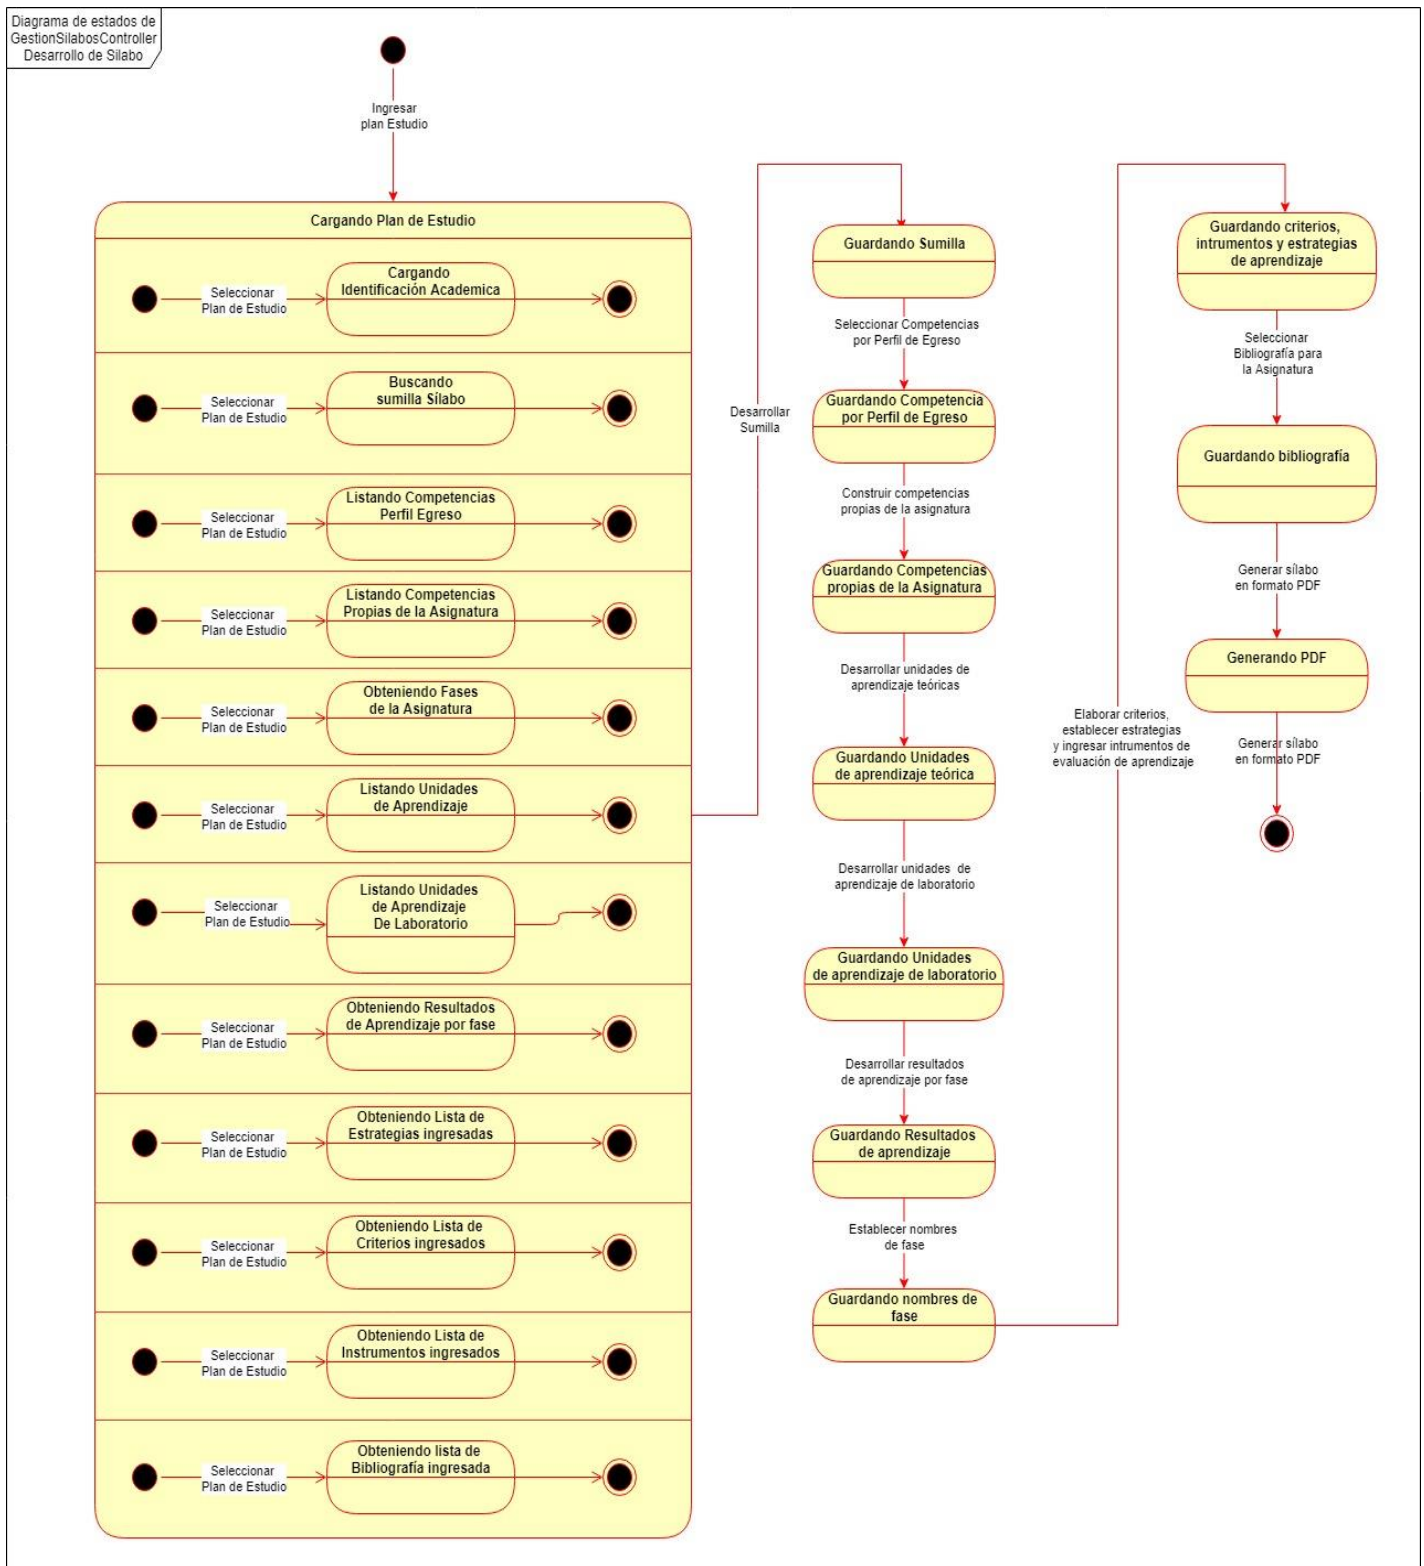 Diagrama de estados de
GestionSilabosController
Desarrollo de Silabo
Ingresar
plan Estudio
Cargando Plan de Estudio
Seleccionar
Plan de Estudio
Cargando
Identificación Academica
Seleccionar
Plan de Estudio
Buscando
sumilla Sílabo
Seleccionar
Plan de Estudio
Listando Competencias
Perfil Egreso
Seleccionar
Plan de Estudio
Listando Competencias
Propias de la Asignatura
Seleccionar
Plan de Estudio
Obteniendo Fases
de la Asignatura
Seleccionar
Plan de Estudio
Listando Unidades
de Aprendizaje
Seleccionar
Plan de Estudio
Listando Unidades
de Aprendizaje
De Laboratorio
Seleccionar
Plan de Estudio
Obteniendo Resultados
de Aprendizaje por fase
Seleccionar
Plan de Estudio
Obteniendo Lista de
Estrategias ingresadas
Seleccionar
Plan de Estudio
Obteniendo Lista de
Criterios ingresados
Seleccionar
Plan de Estudio
Obteniendo Lista de
Instrumentos ingresados
Seleccionar
Plan de Estudio
Obteniendo lista de
Bibliografía ingresada
Desarrollar
Sumilla
Guardando Sumilla
Seleccionar Competencias
por Perfil de Egreso
Guardando Competencia
por Perfil de Egreso
Construir competencias
propias de la asignatura
Guardando Competencias
propias de la Asignatura
Desarrollar unidades de
aprendizaje teóricas
Guardando Unidades
de aprendizaje teórica
Desarrollar unidades  de
aprendizaje de laboratorio
Guardando Unidades
de aprendizaje de laboratorio
Desarrollar resultados
de aprendizaje por fase
Guardando Resultados
de aprendizaje
Establecer nombres
de fase
Guardando nombres de
fase
Elaborar criterios,
establecer estrategias
y ingresar intrumentos de
evaluación de aprendizaje
Guardando criterios,
intrumentos y estrategias
de aprendizaje
Seleccionar
Bibliografía para
la Asignatura
Guardando bibliografía
Generar sílabo
en formato PDF
Generando PDF
Generar sílabo
en formato PDF